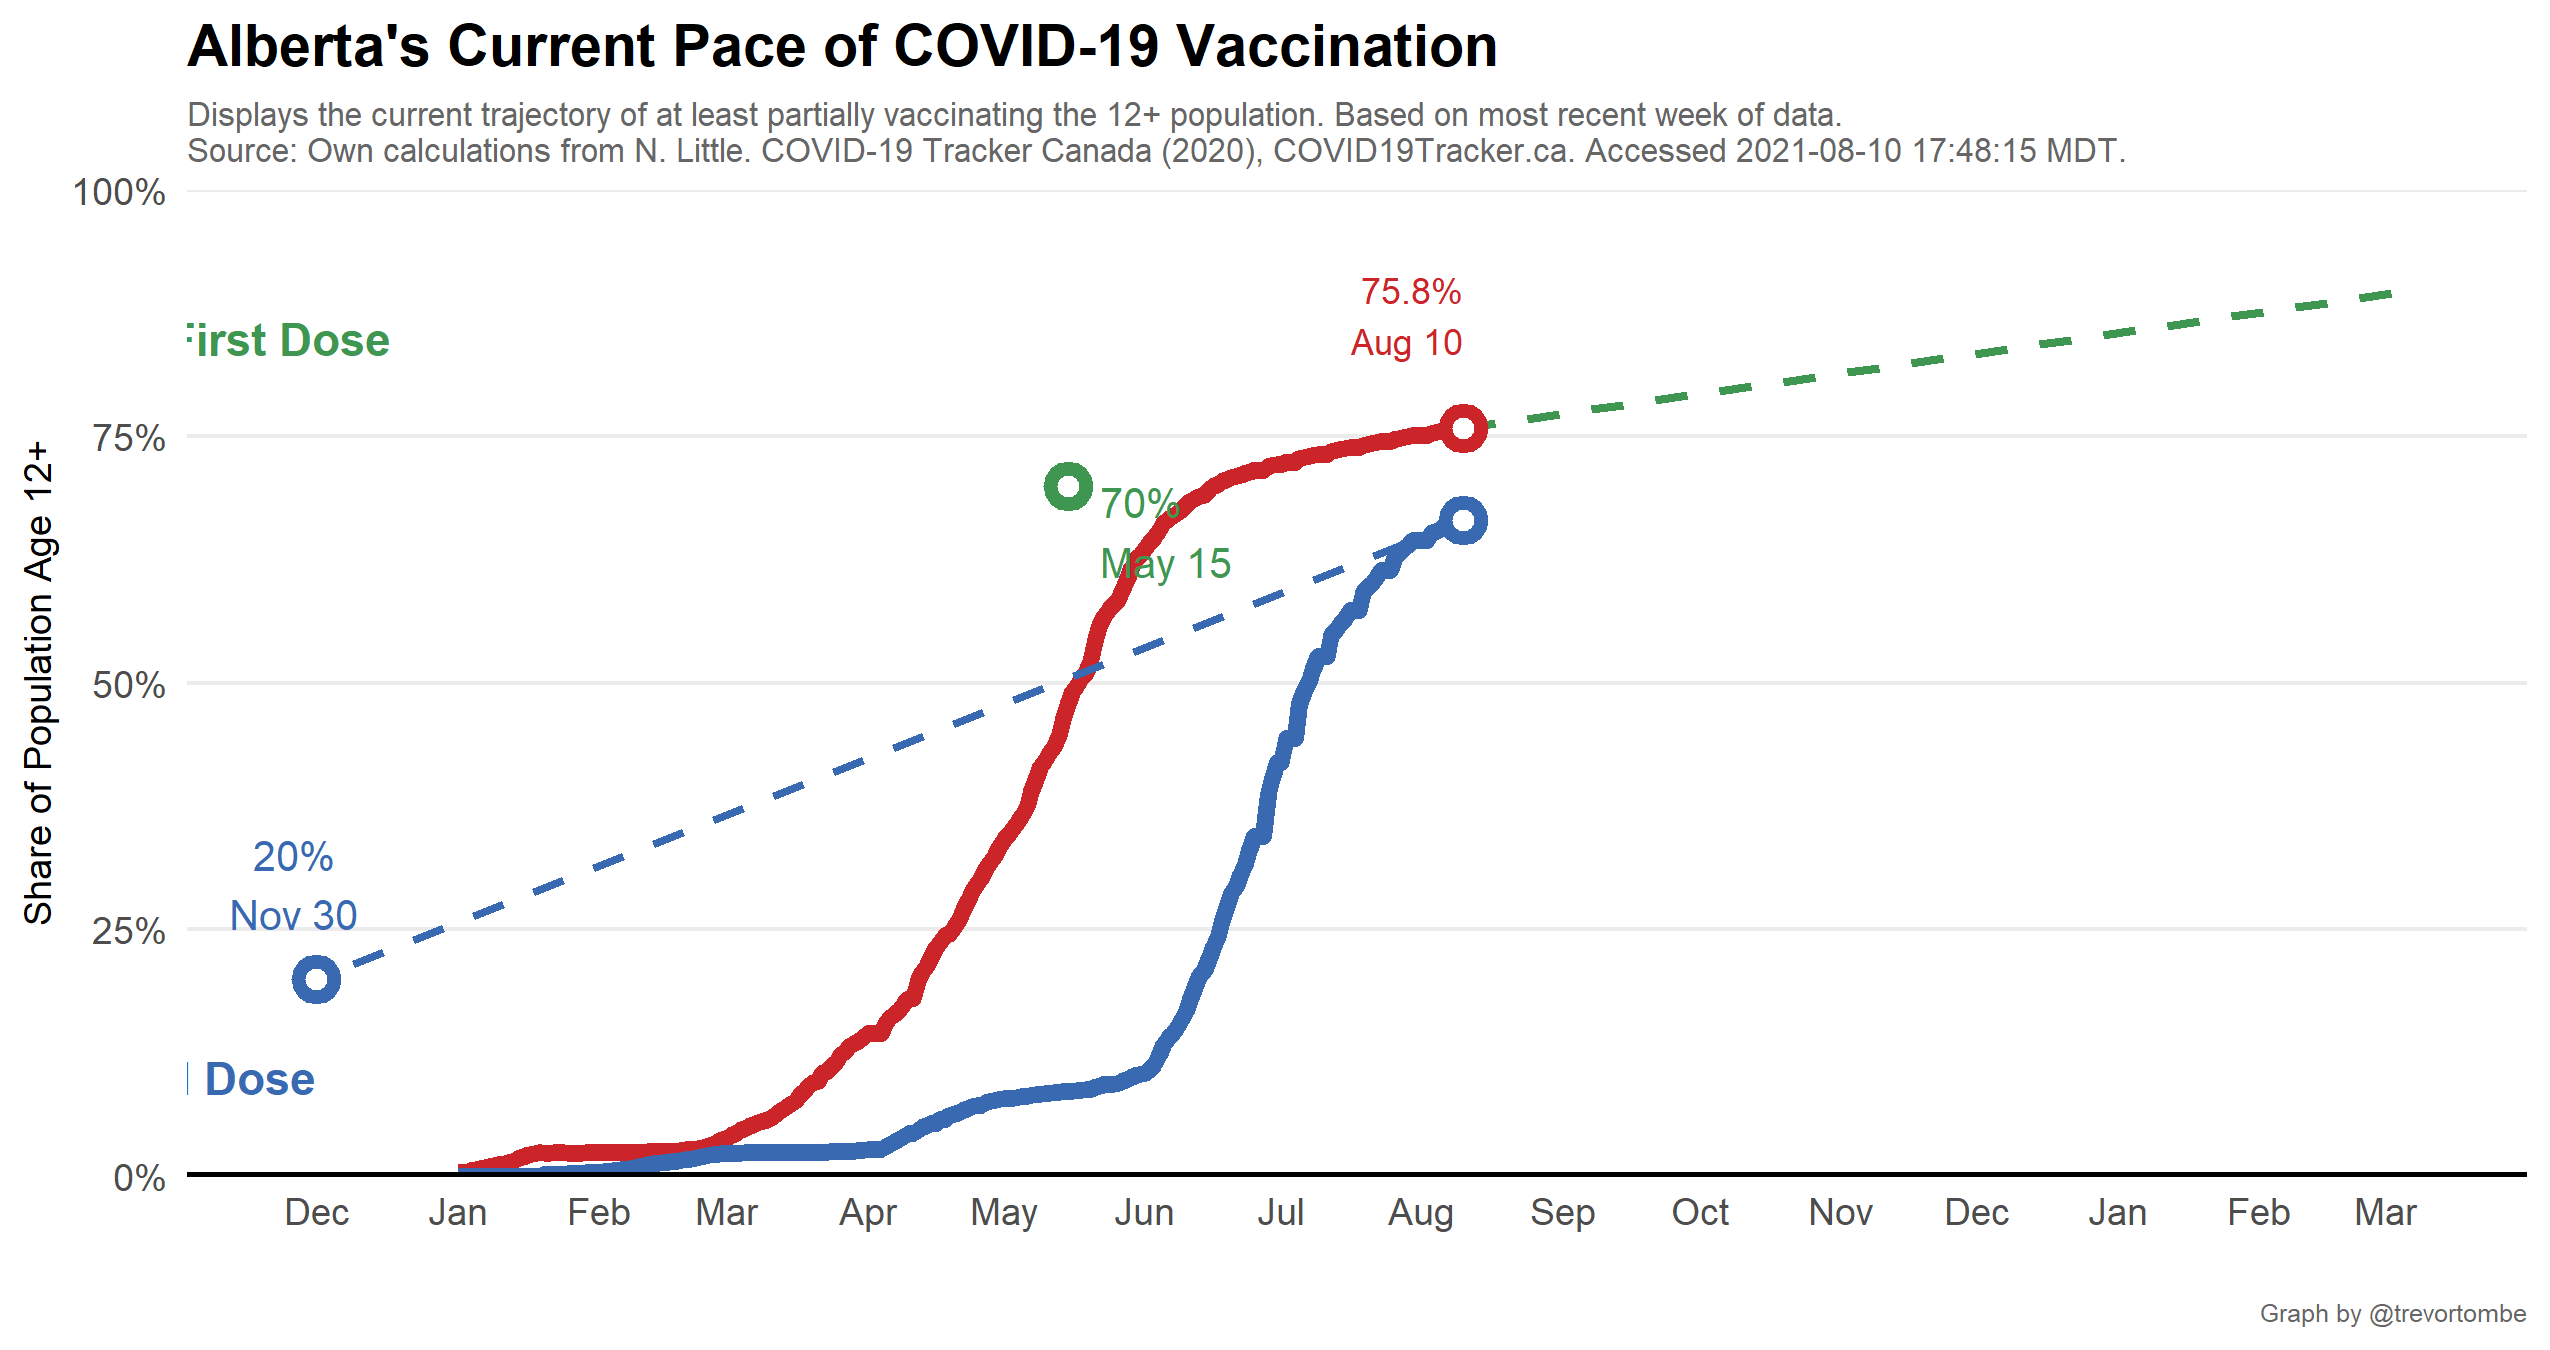 Alberta's Current Pace of COVID-19 Vaccination
Displays the current trajectory of at least partially vaccinating the 12+ population. Based on most recent week of data.
Source: Own calculations from N. Little. COVID-19 Tracker Canada (2020), COVID19Tracker.ca. Accessed 2021-08-10 17:48:15 MDT.
Share of Population Age 12+
100%
75%
50%
25%
0%
First Dose
75.8%
Aug 10
70%
May 15
20%
Nov 30
Dose
Dec Jan Feb Mar Apr May Jun Jul Aug Sep Oct Nov Dec Jan Feb Mar
Graph by @trevortombe